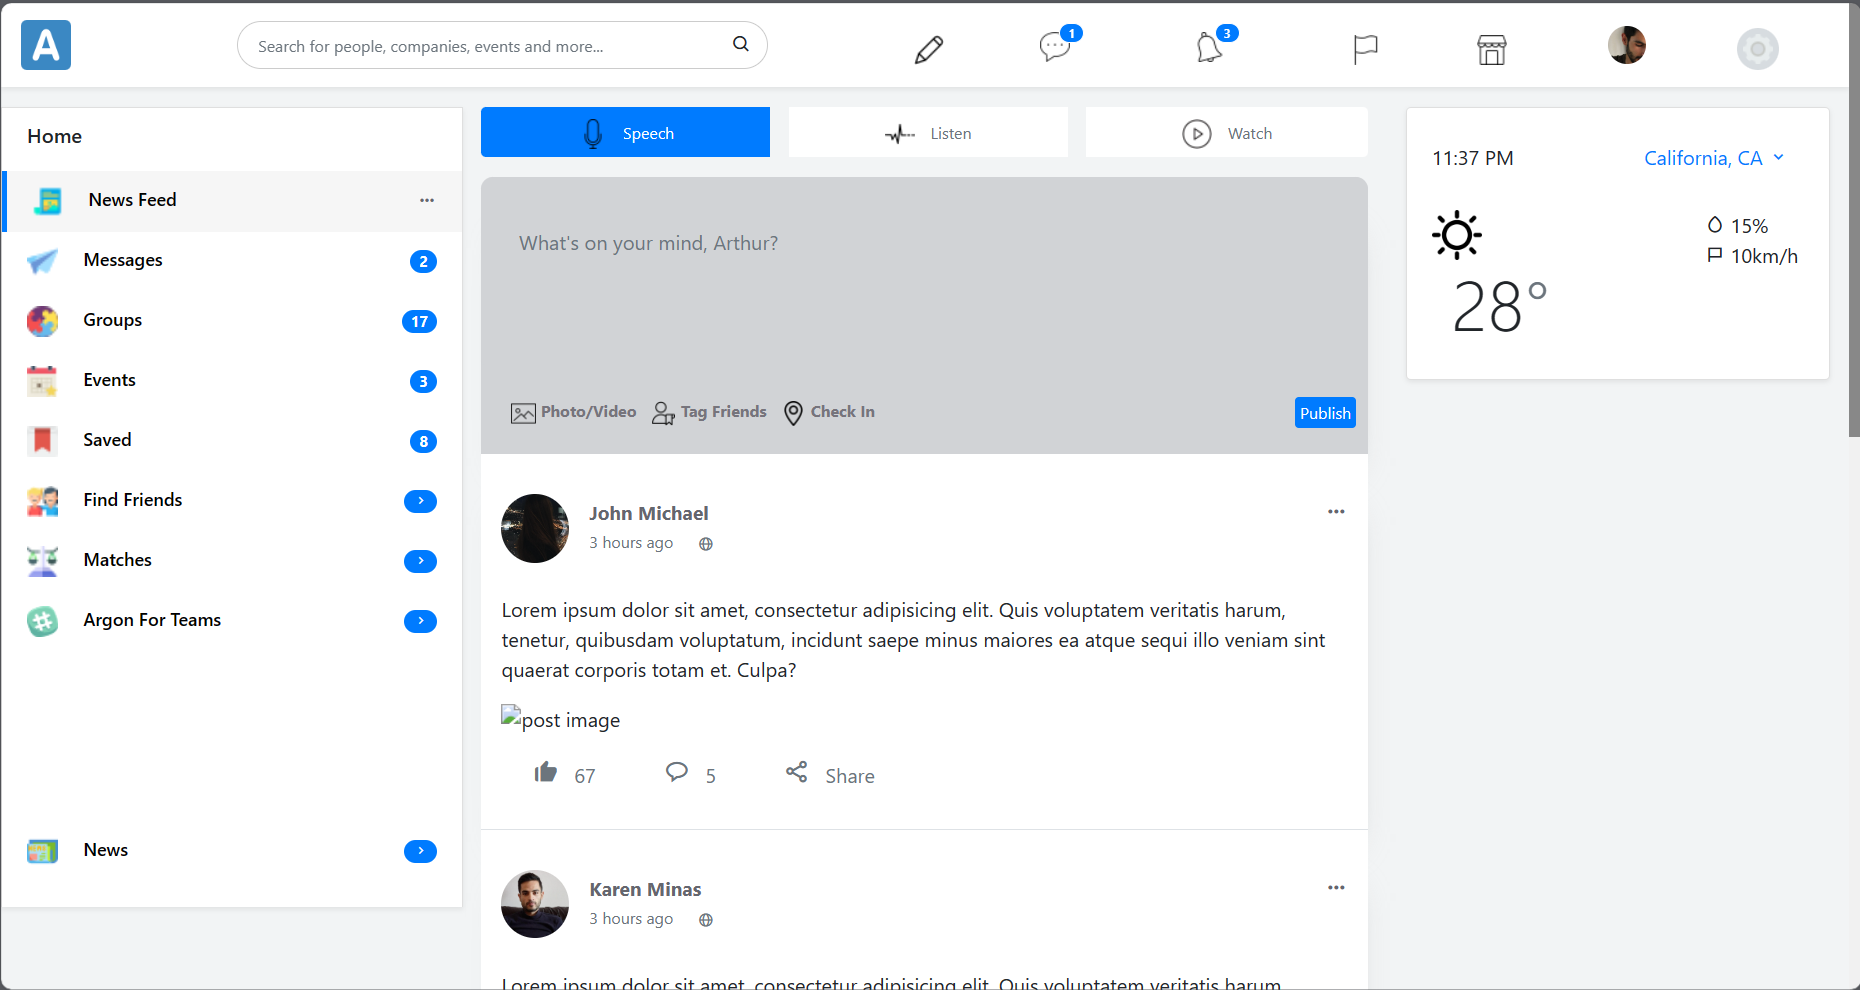 A
Search for people, companies, events and more...
1
3
Home
News Feed
Messages 2
Groups 17
Events 3
Saved 8
Find Friends
Matches
Argon For Teams
News
Speech
Listen
Watch
What's on your mind, Arthur?
Photo/Video
Tag Friends
Check In
Publish
John Michael
3 hours ago
Lorem ipsum dolor sit amet, consectetur adipisicing elit. Quis voluptatem veritatis harum,
tenetur, quibusdam voluptatum, incidunt saepe minus maiores ea atque sequi illo veniam sint
quaerat corporis totam et. Culpa?
post image
67
5
Share
Karen Minas
3 hours ago
Lorem ipsum dolor sit amet, consectetur adipisicing elit. Quis voluptatem veritatis harum,
11:37 PM
California, CA
15%
10km/h
28°